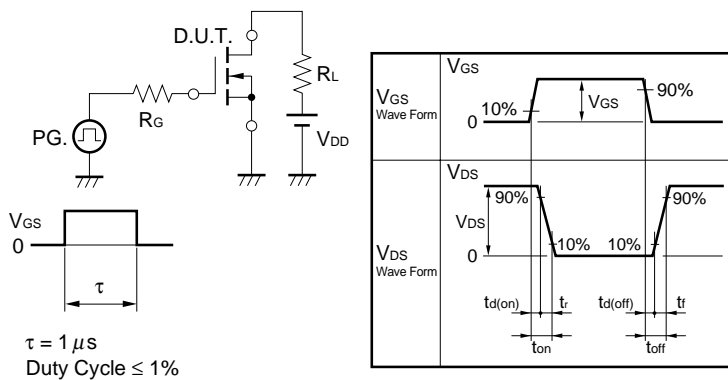 D.U.T.
RL
RG
PG.
VDD
VGS
0
τ
τ = 1 μs
Duty Cycle ≤ 1%
VGS
Wave Form
VGS
10%
VGS
90%
0
VDS
Wave Form
VDS
VDS
90%
90%
10%
10%
0
td(on)
tr
td(off)
tf
ton
toff